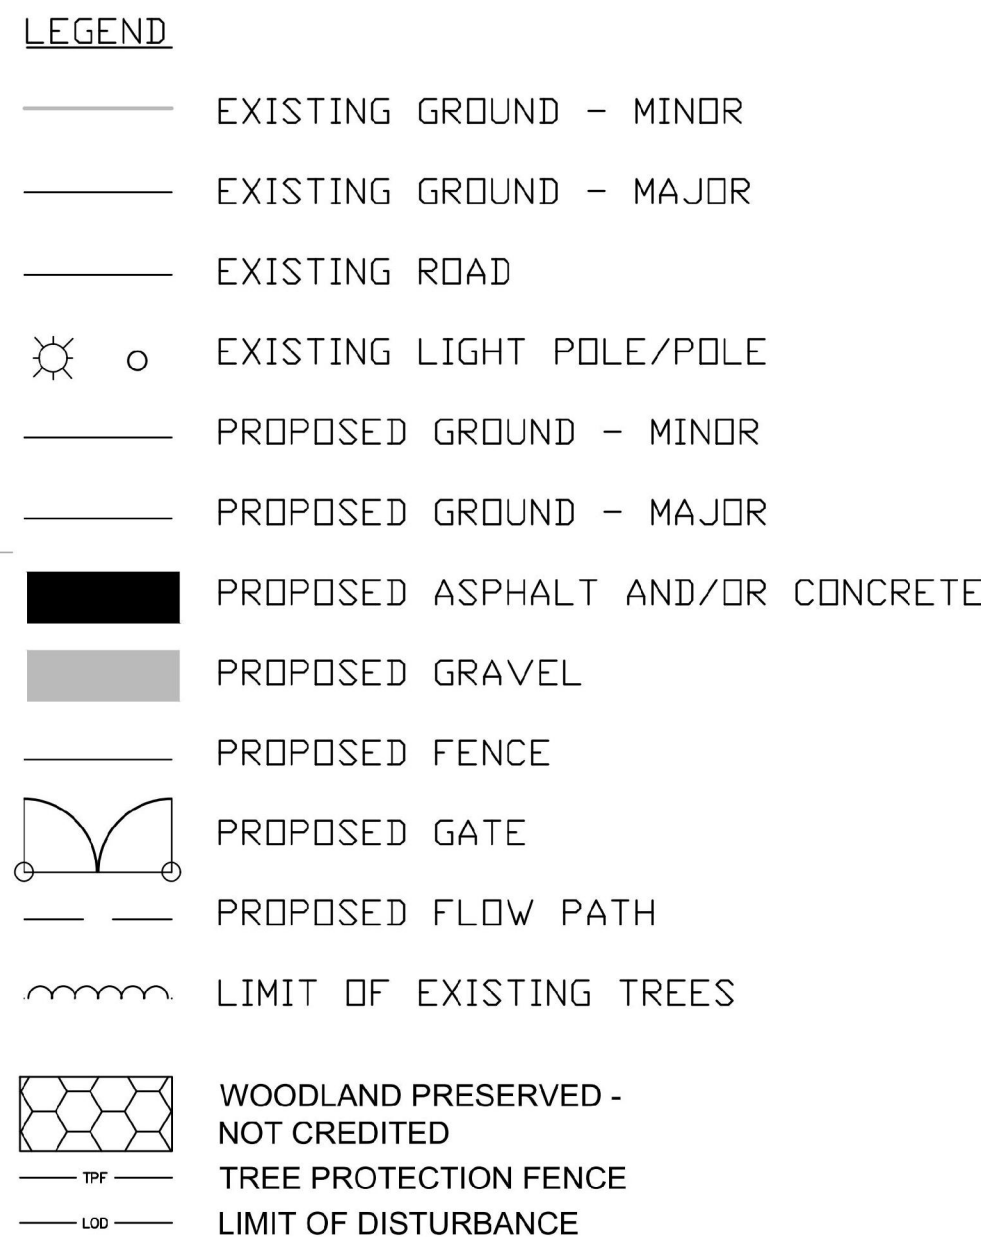 LEGEND
EXISTING GROUND - MINOR
EXISTING GROUND - MAJOR
EXISTING ROAD
EXISTING LIGHT POLE/POLE
PROPOSED GROUND - MINOR
PROPOSED GROUND - MAJOR
PROPOSED ASPHALT AND/OR CONCRETE
PROPOSED GRAVEL
PROPOSED FENCE
PROPOSED GATE
PROPOSED FLOW PATH
LIMIT OF EXISTING TREES
WOODLAND PRESERVED -
NOT CREDITED
TPF TREE PROTECTION FENCE
LOD LIMIT OF DISTURBANCE